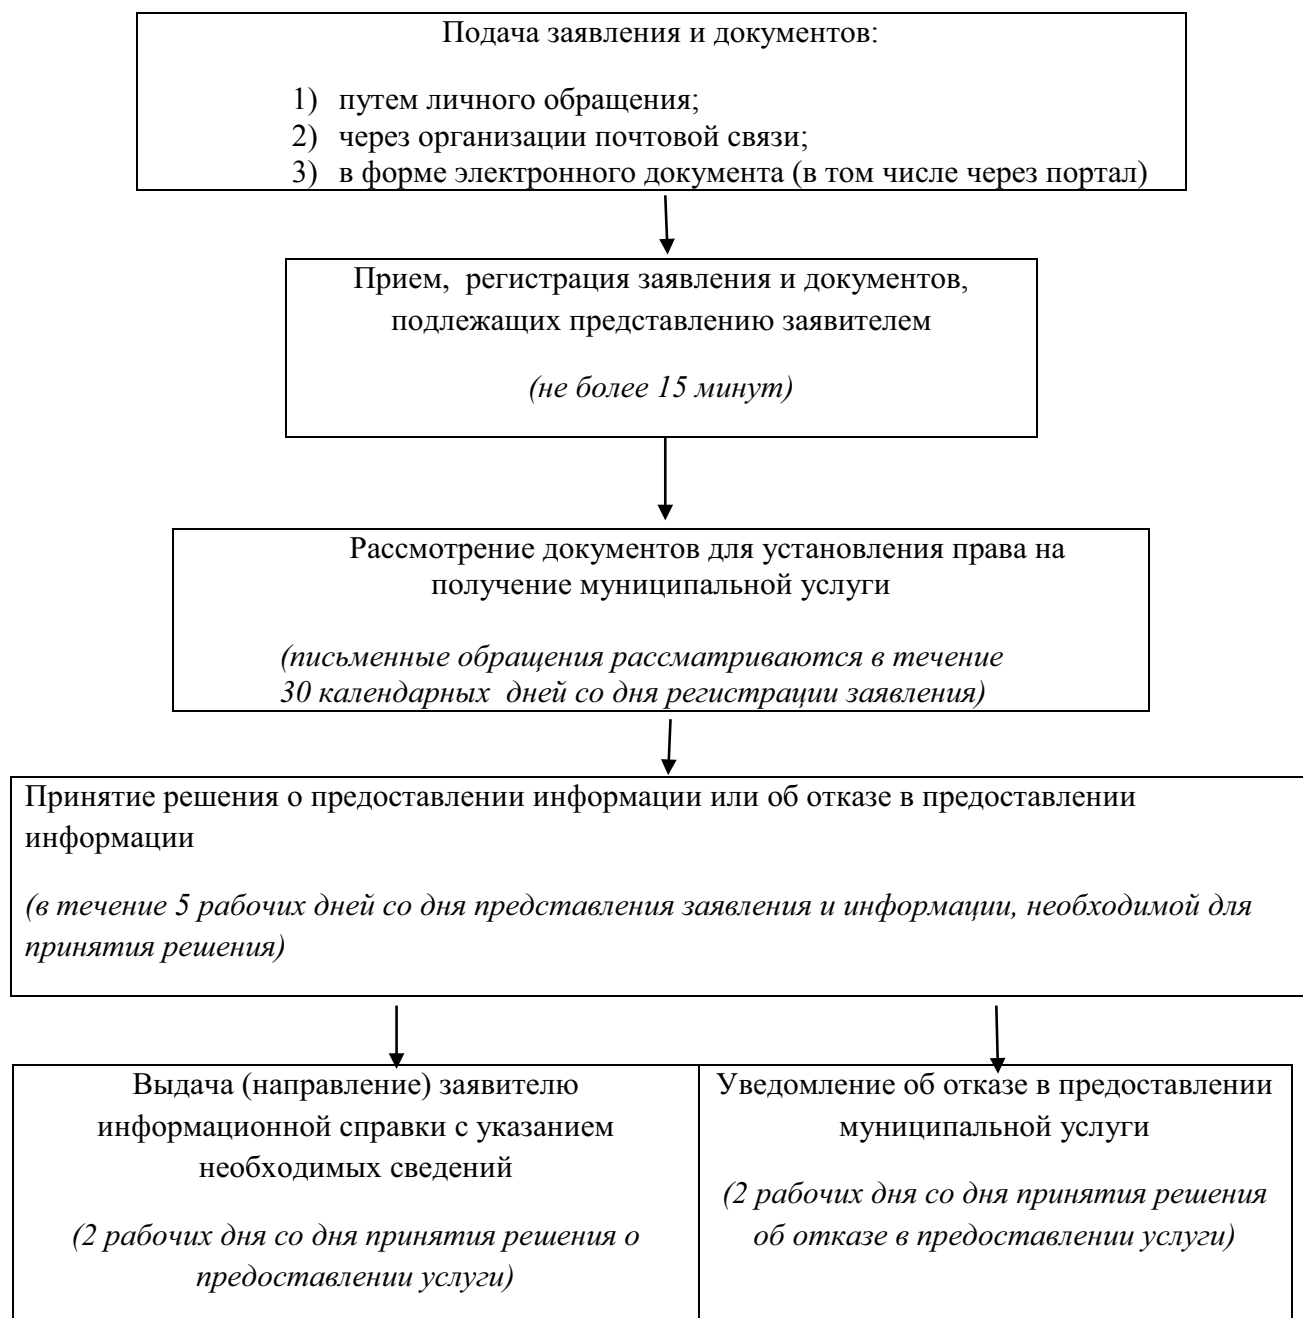 Подача заявления и документов:
1) путем личного обращения;
2) через организации почтовой связи;
3) в форме электронного документа (в том числе через портал)
Прием, регистрация заявления и документов,
подлежащих представлению заявителем
(не более 15 минут)
Рассмотрение документов для установления права на
получение муниципальной услуги
(письменные обращения рассматриваются в течение
30 календарных дней со дня регистрации заявления)
Принятие решения о предоставлении информации или об отказе в предоставлении
информации
(в течение 5 рабочих дней со дня представления заявления и информации, необходимой для
принятия решения)
Выдача (направление) заявителю
информационной справки с указанием
необходимых сведений
(2 рабочих дня со дня принятия решения о
предоставлении услуги)
Уведомление об отказе в предоставлении
муниципальной услуги
(2 рабочих дня со дня принятия решения
об отказе в предоставлении услуги)